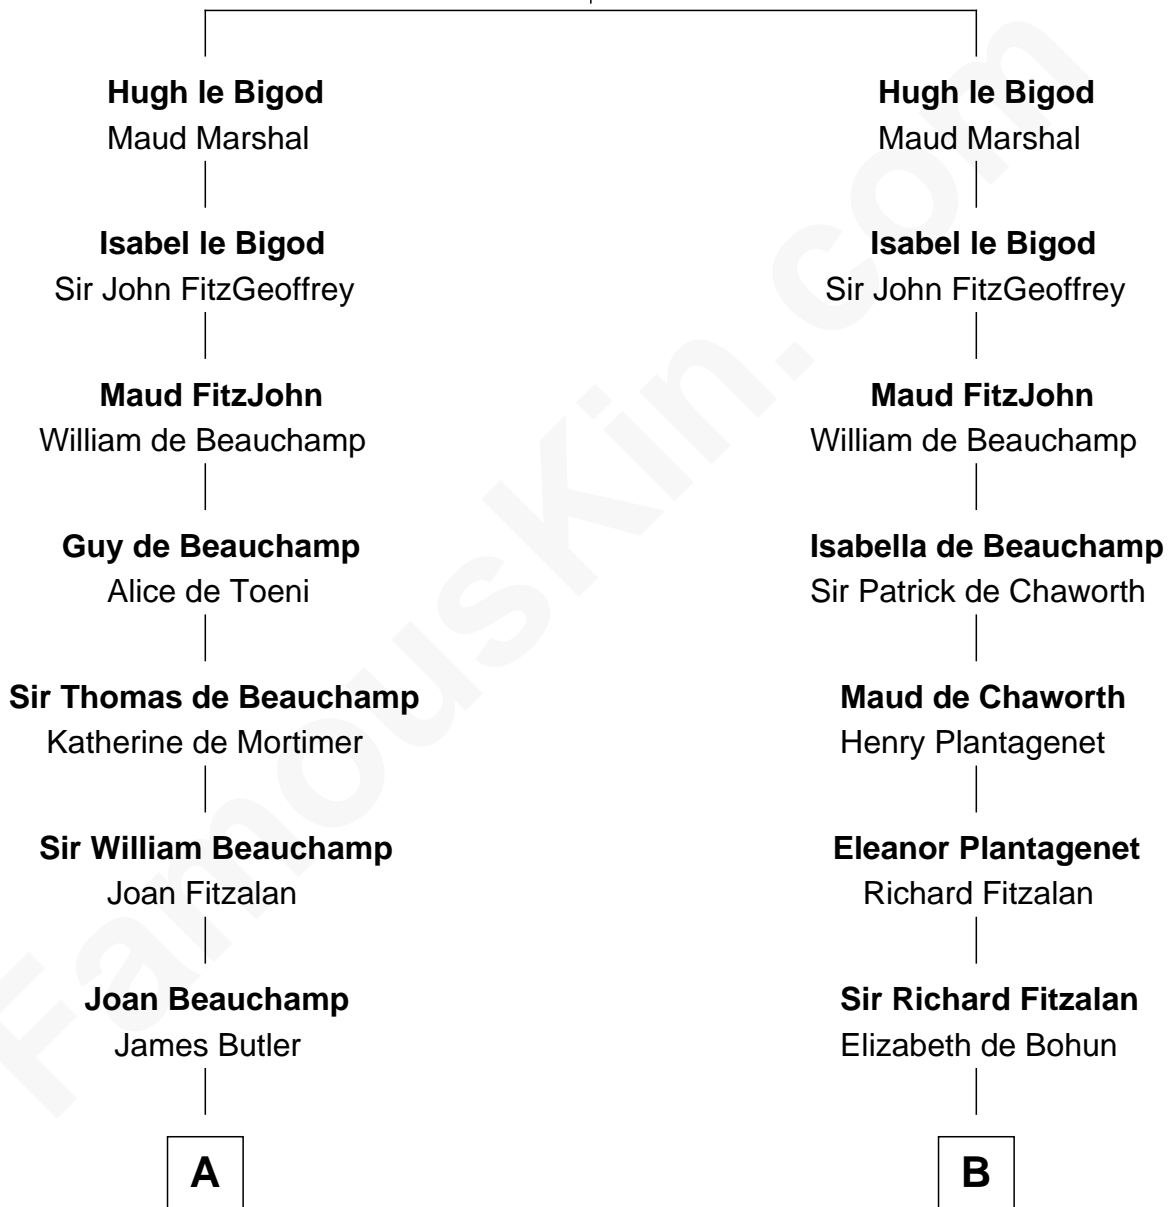 Hugh le Bigod
Maud Marshal
Isabel le Bigod
Sir John FitzGeoffrey
Maud FitzJohn
William de Beauchamp
Guy de Beauchamp
Alice de Toeni
Sir Thomas de Beauchamp
Katherine de Mortimer
Sir William Beauchamp
Joan Fitzalan
Joan Beauchamp
James Butler
A
Hugh le Bigod
Maud Marshal
Isabel le Bigod
Sir John FitzGeoffrey
Maud FitzJohn
William de Beauchamp
Isabella de Beauchamp
Sir Patrick de Chaworth
Maud de Chaworth
Henry Plantagenet
Eleanor Plantagenet
Richard Fitzalan
Sir Richard Fitzalan
Elizabeth de Bohun
B
FamousKin.com